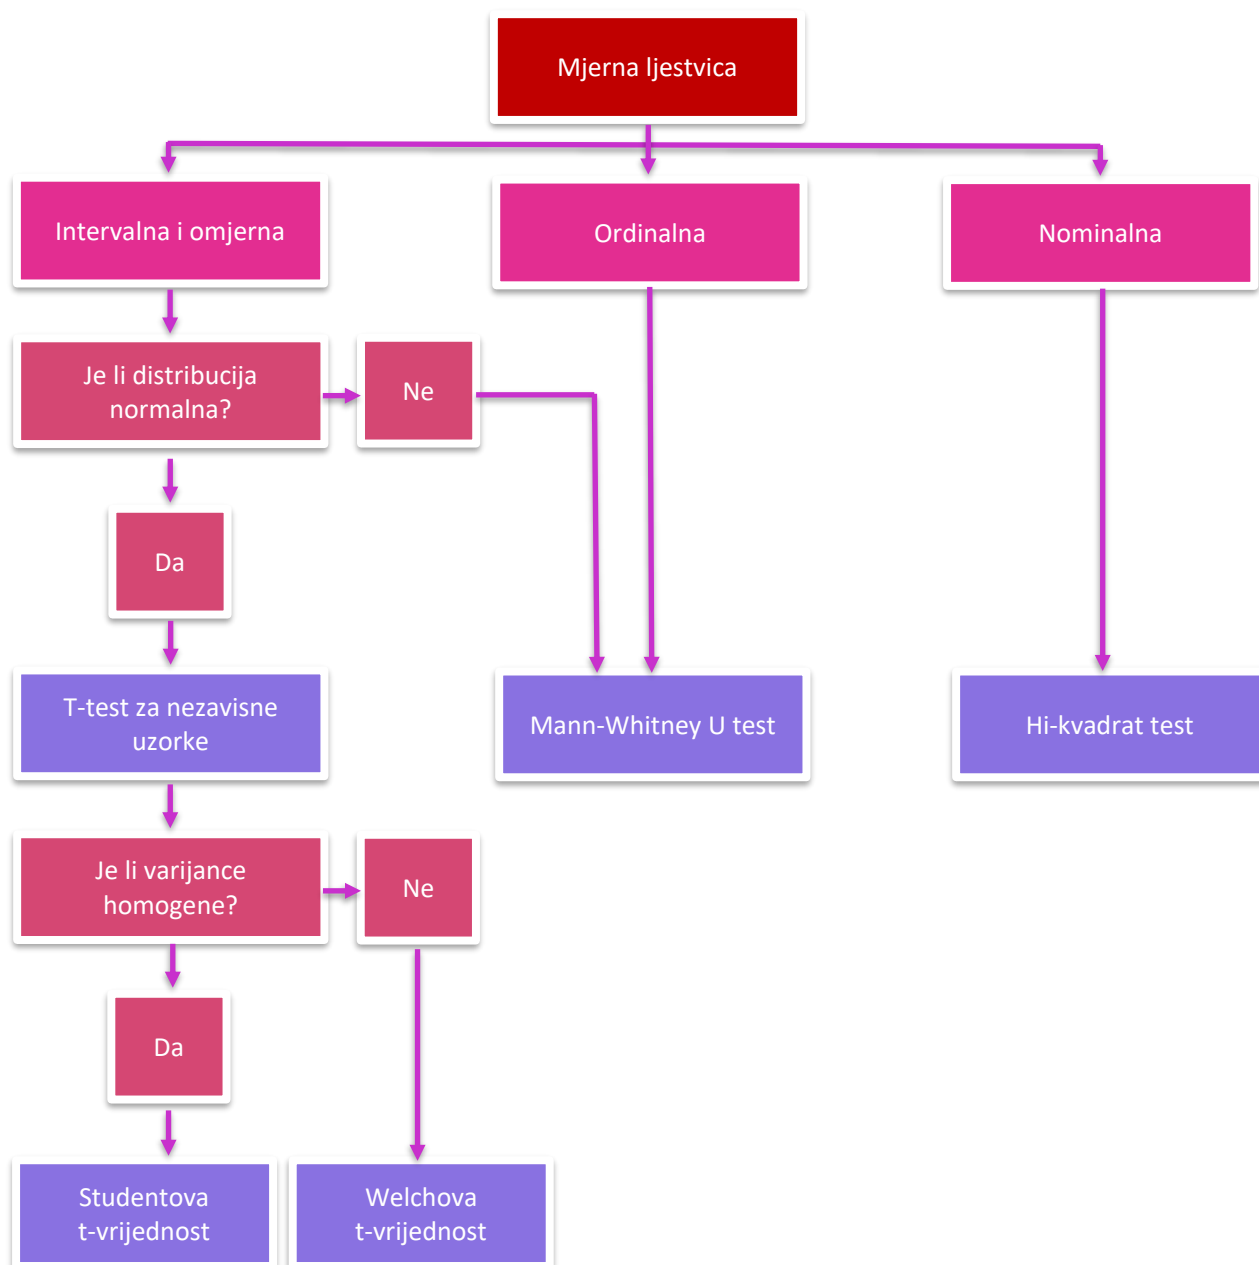 Mjerna ljestvica
Intervalna i omjerna
Ordinalna
Nominalna
Je li distribucija
normalna?
Ne
Da
T-test za nezavisne
uzorke
Mann-Whitney U test
Hi-kvadrat test
Je li varijance
homogene?
Ne
Da
Studentova
t-vrijednost
Welchova
t-vrijednost